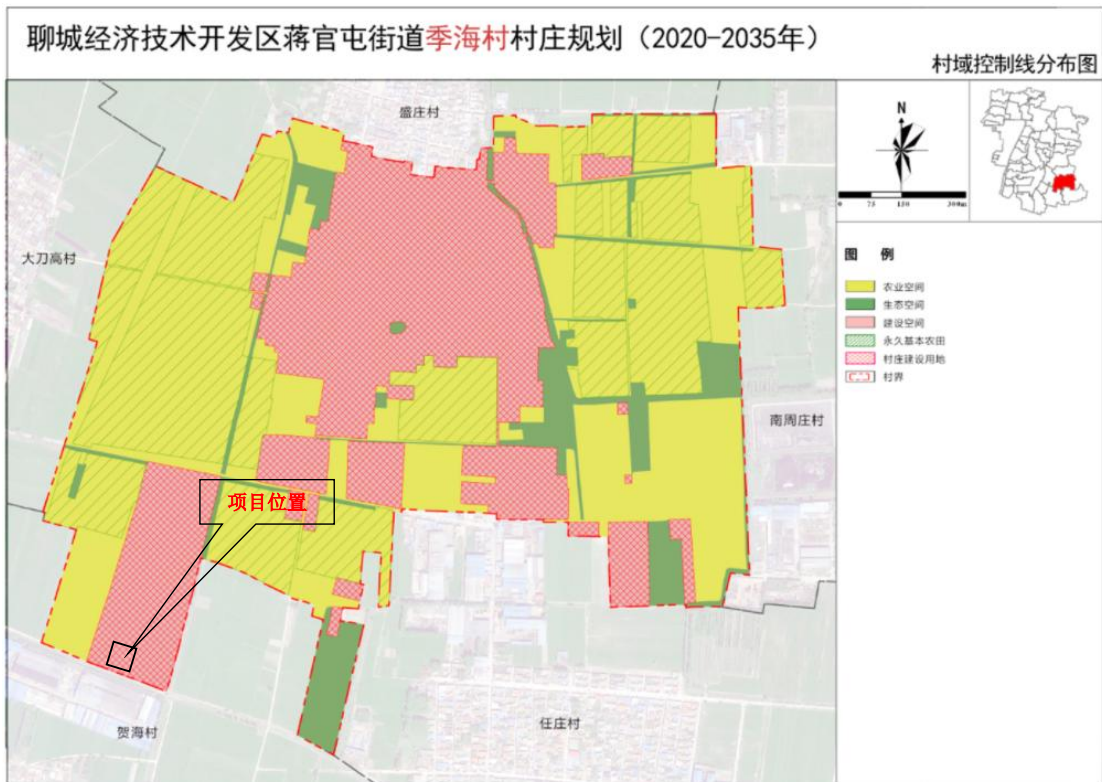 聊城经济技术开发区蒋官屯街道季海村村庄规划（2020-2035年）
村域控制线分布图
盛庄村
N
0 75 150 300m
大刀高村
图 例
农业空间
生态空间
建设空间
永久基本农田
村庄建设用地
村界
南周庄村
项目位置
贺海村
任庄村